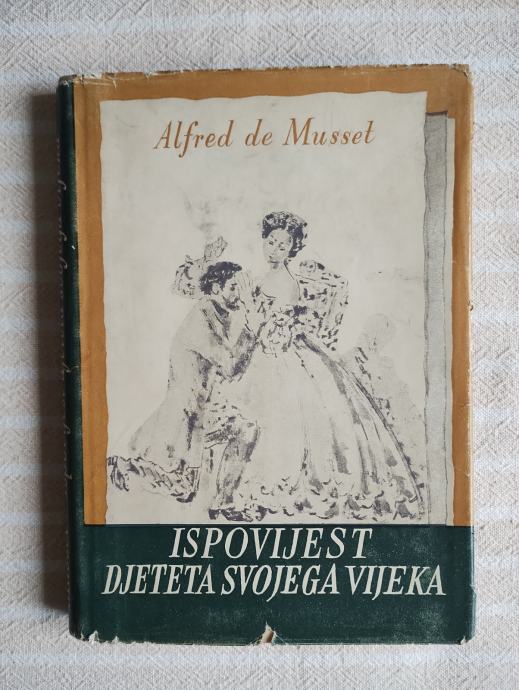 Alfred de Musset
ISPOVIJEST
DJETETA SVOJEGA VIJEKA